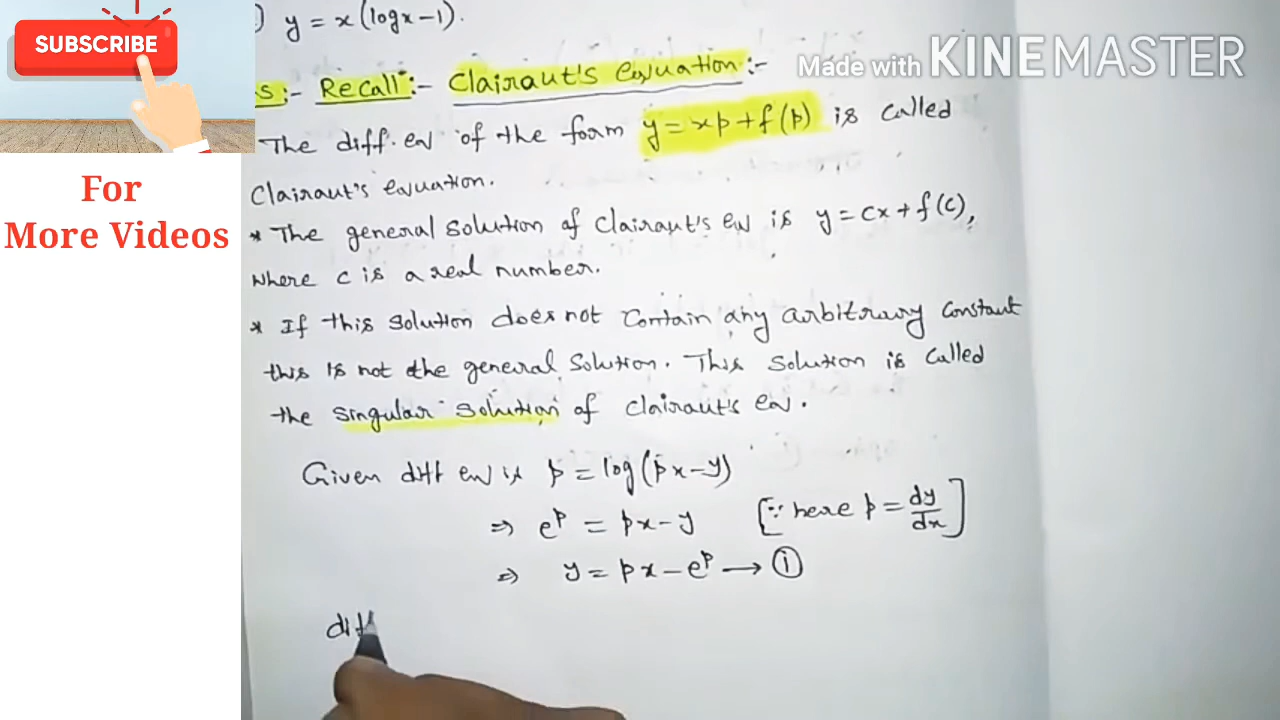 y = x(logx-1).
SUBSCRIBE
Made with KINEMASTER
s:- Recall:- Clairaut's equation:-
The diff. eq of the form y = xp + f(p) is called
Clairaut's equation.
For
More Videos
* The general solution of Clairaut's eq is y = cx + f(c),
where c is a real number.
* If this solution does not contain any arbitrary constant
this is not the general solution. This solution is called
the singular solution of Clairaut's eq.
Given diff eq is p = log(px-y)
⇒ e^p = px-y [∵ here p = dy/dx]
⇒ y = px - e^p → ①
dif